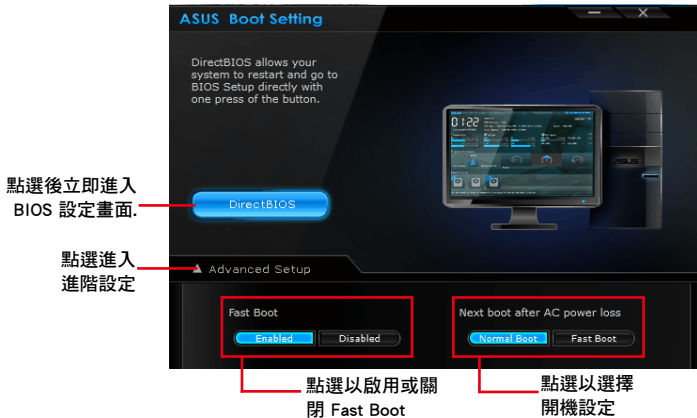 ASUS Boot Setting
DirectBIOS allows your
system to restart and go to
BIOS Setup directly with
one press of the button.
01:22
ASUS
點選後立即進入
BIOS 設定畫面.
DirectBIOS
點選進入
進階設定
Advanced Setup
Fast Boot
Enabled Disabled
Next boot after AC power loss
Normal Boot Fast Boot
點選以啟用或關
閉 Fast Boot
點選以選擇
開機設定